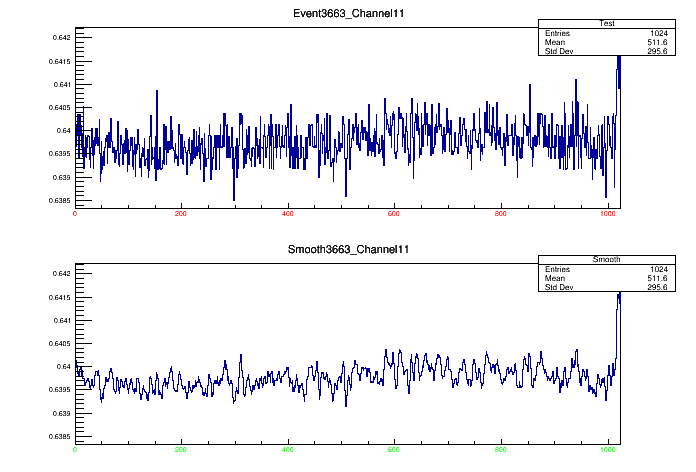 Event3663_Channel11
Test
Entries 1024
Mean 511.6
Std Dev 295.6
0.642
0.6415
0.641
0.6405
0.64
0.6395
0.639
0.6385
0 200 400 600 800 1000
Smooth3663_Channel11
Smooth
Entries 1024
Mean 511.6
Std Dev 295.6
0.642
0.6415
0.641
0.6405
0.64
0.6395
0.639
0.6385
0 200 400 600 800 1000